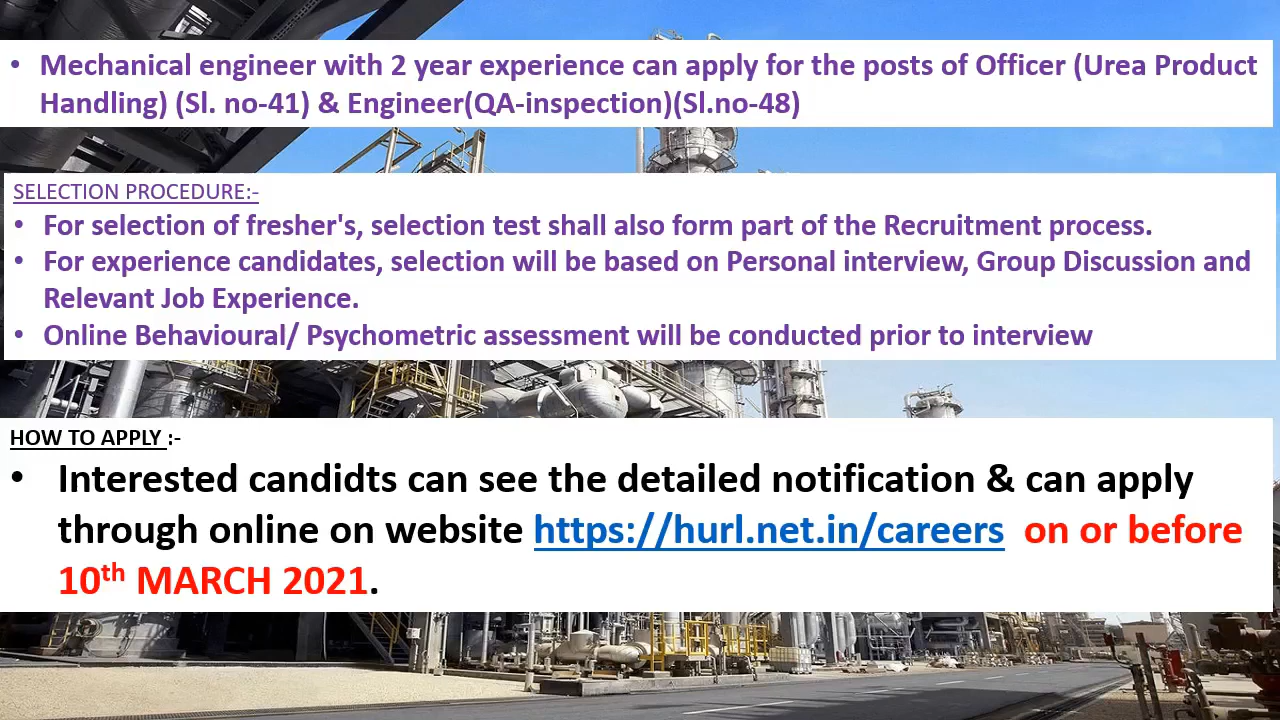 • Mechanical engineer with 2 year experience can apply for the posts of Officer (Urea Product
Handling) (Sl. no-41) & Engineer(QA-inspection)(Sl.no-48)
SELECTION PROCEDURE:-
• For selection of fresher's, selection test shall also form part of the Recruitment process.
• For experience candidates, selection will be based on Personal interview, Group Discussion and
Relevant Job Experience.
• Online Behavioural/ Psychometric assessment will be conducted prior to interview
HOW TO APPLY :-
• Interested candidts can see the detailed notification & can apply
through online on website https://hurl.net.in/careers on or before
10th MARCH 2021.